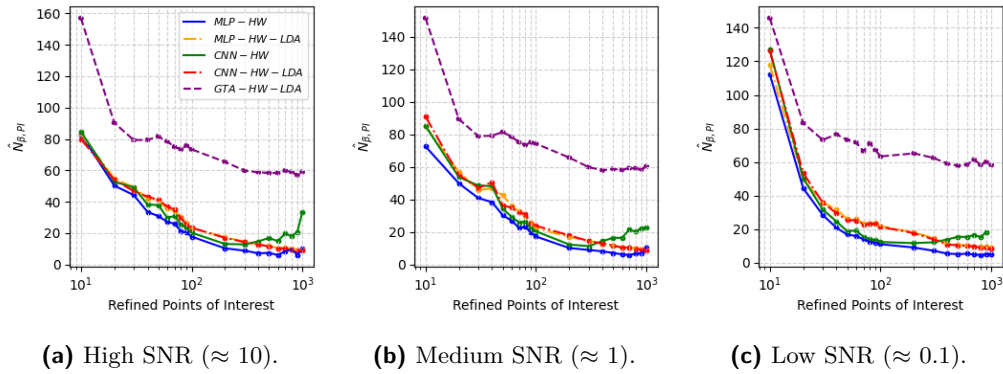 160
140
120
100
80
60
40
20
0
N̂β,PI
10¹ 10² 10³
Refined Points of Interest
MLP − HW
MLP − HW − LDA
CNN − HW
CNN − HW − LDA
GTA − HW − LDA
140
120
100
80
60
40
20
0
N̂β,PI
10¹ 10² 10³
Refined Points of Interest
140
120
100
80
60
40
20
0
N̂β,PI
10¹ 10² 10³
Refined Points of Interest
(a) High SNR (≈ 10).
(b) Medium SNR (≈ 1).
(c) Low SNR (≈ 0.1).